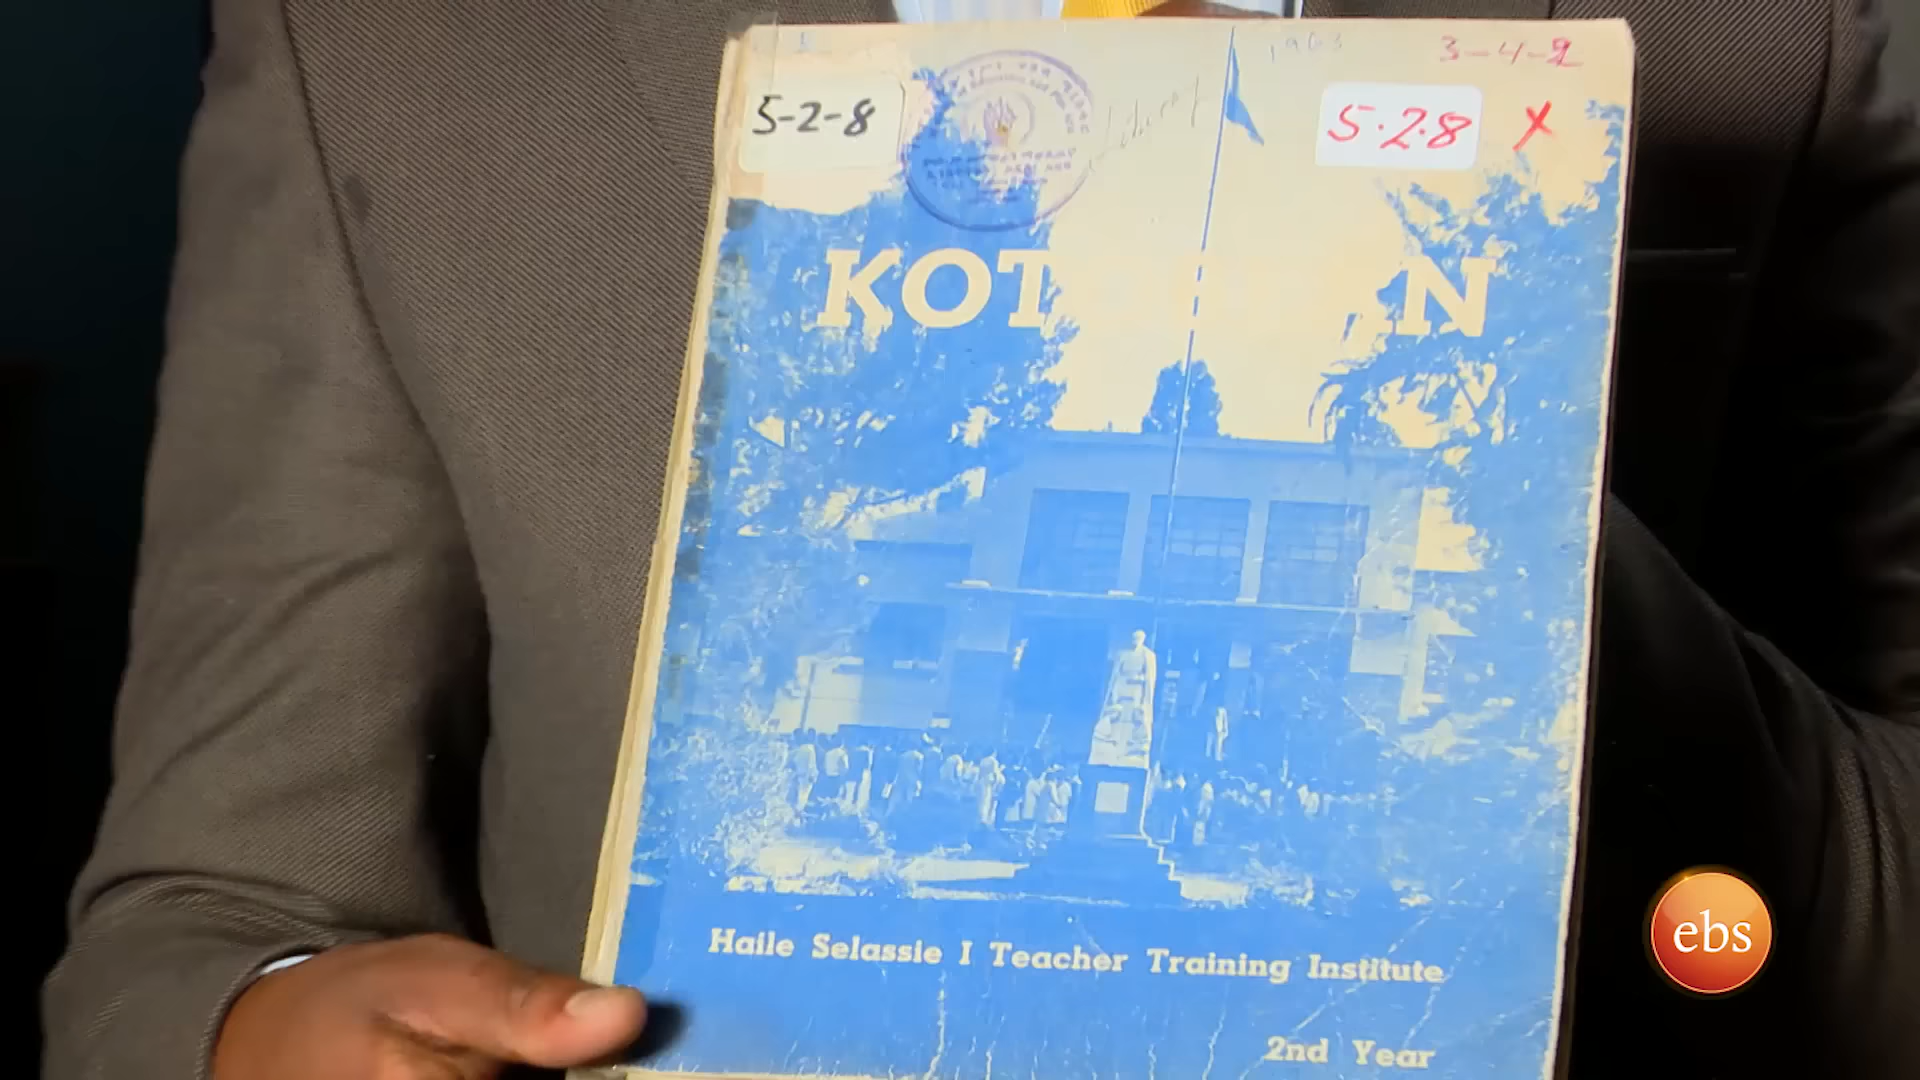 1963
3-4-2
5-2-8
5.2.8 X
Library
KOT
N
Haile Selassie I Teacher Training Institute
2nd Year
ebs